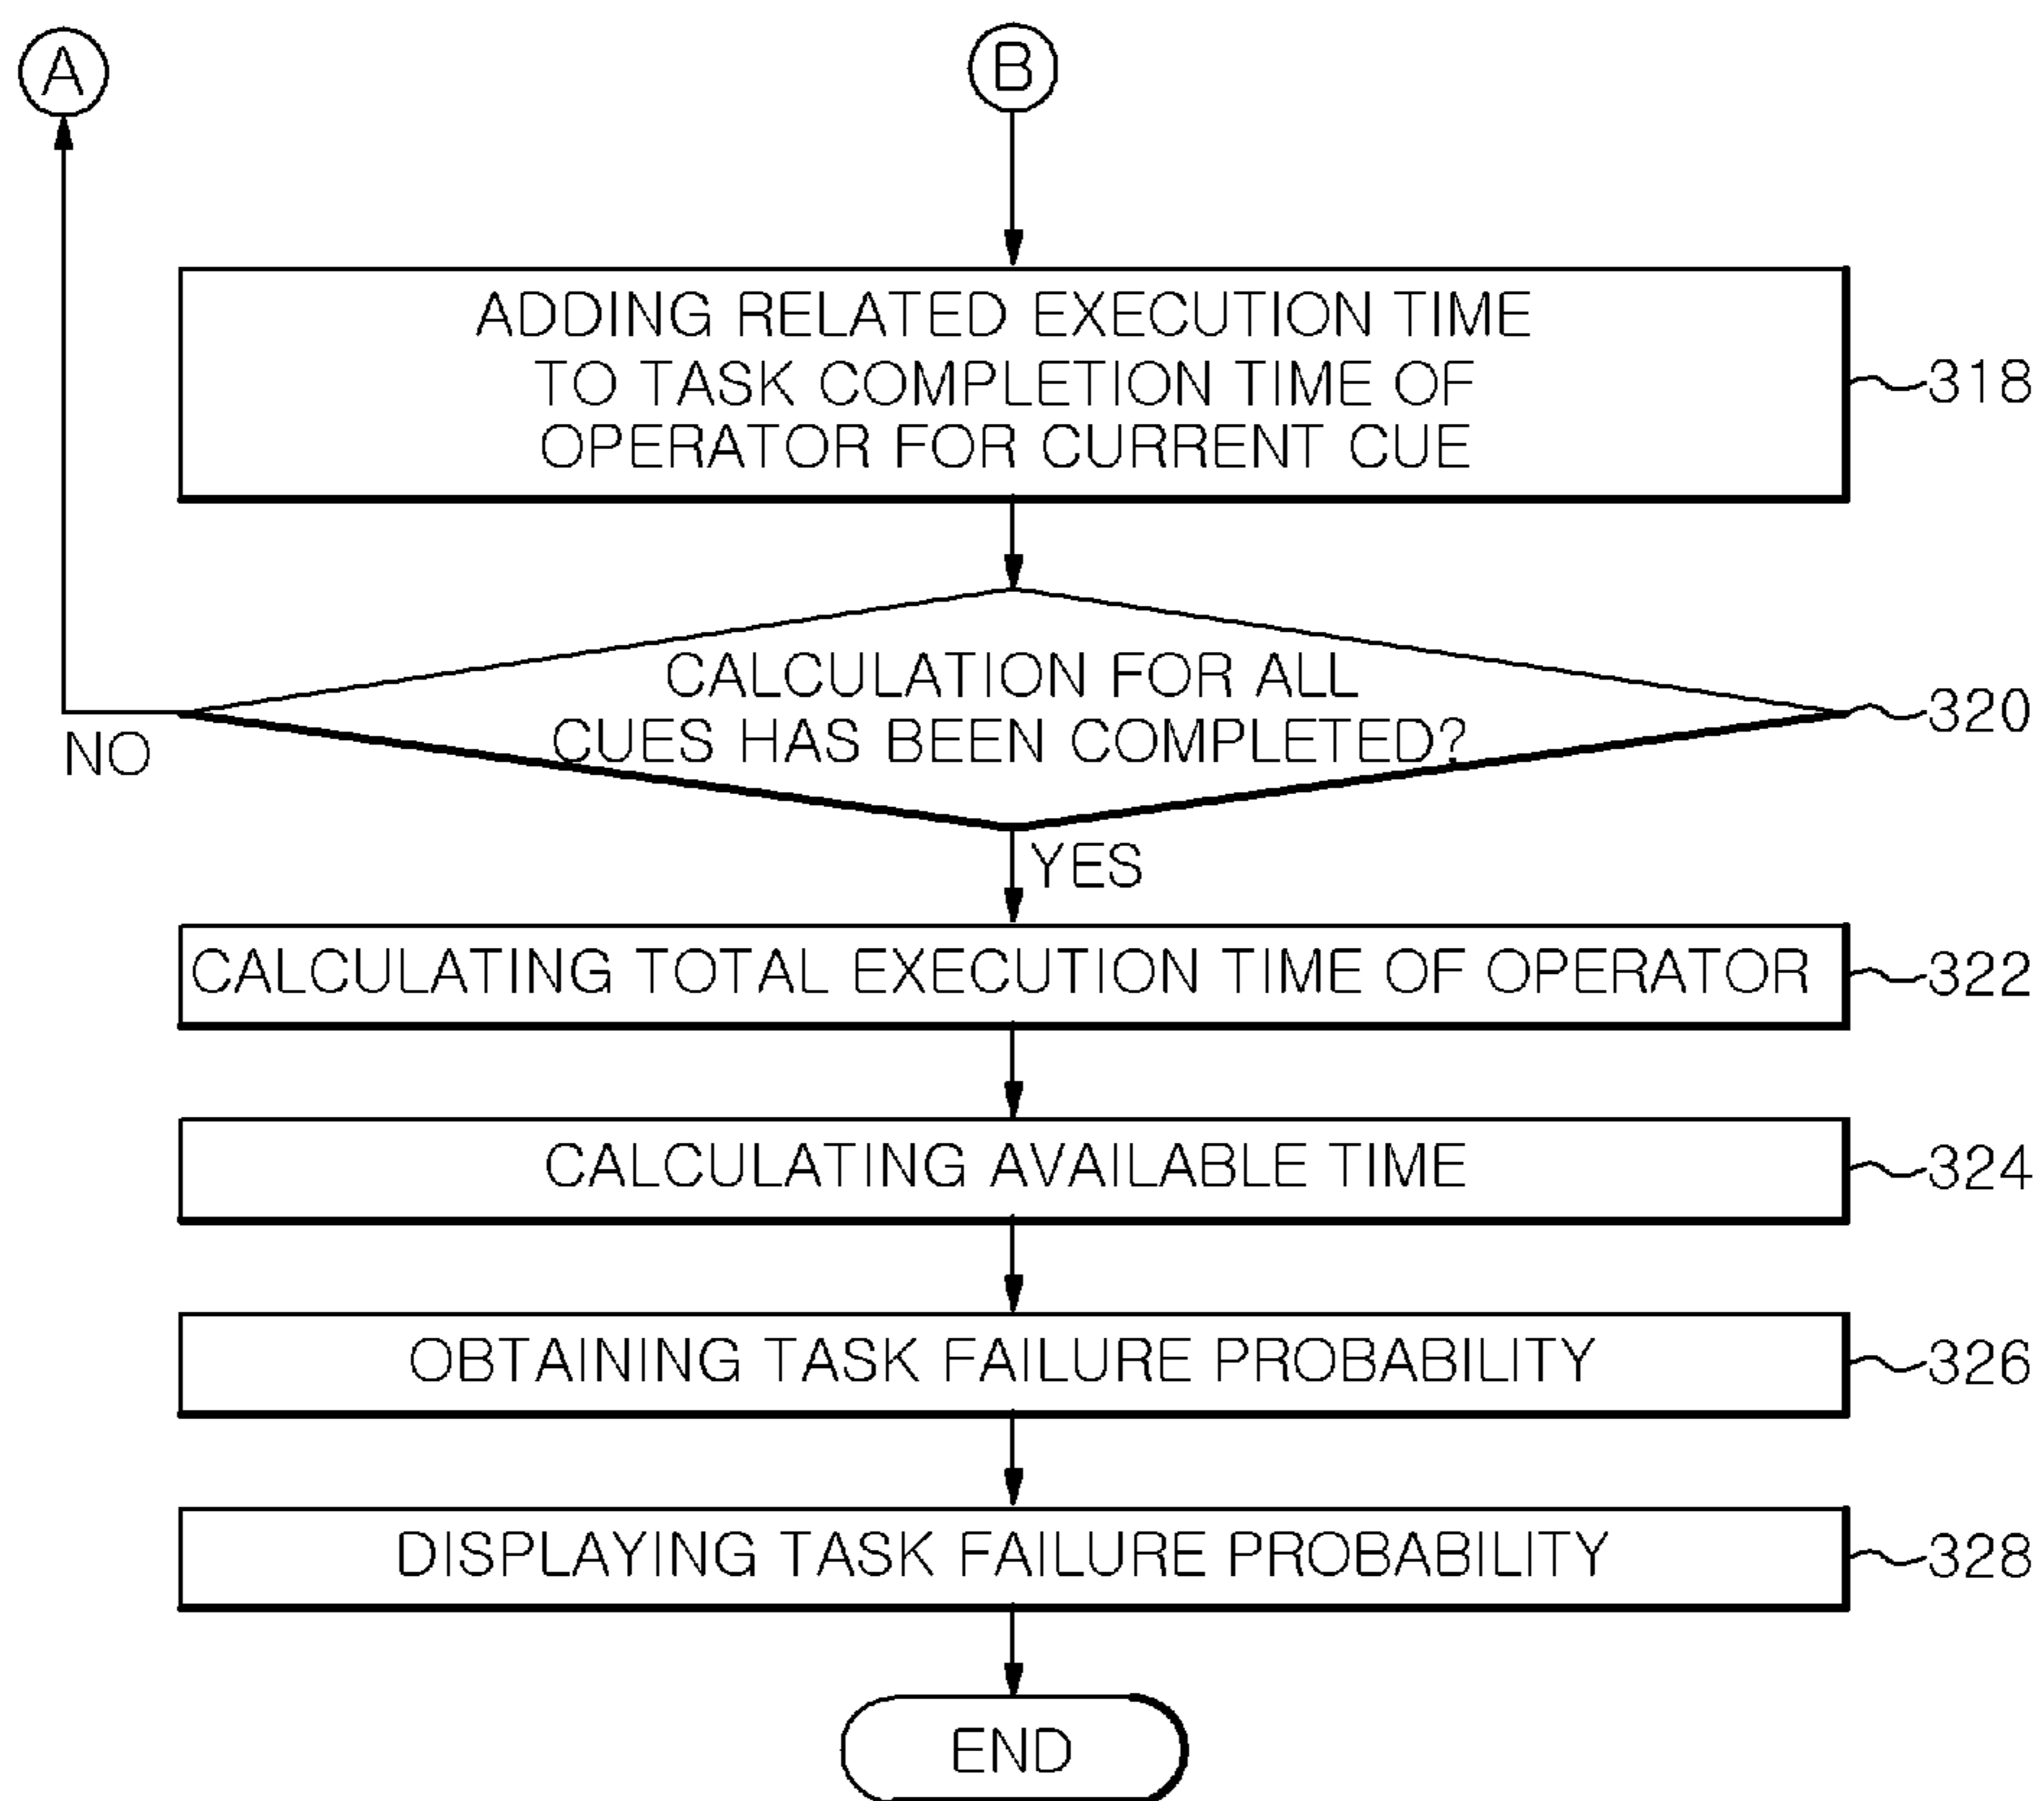 A
B
ADDING RELATED EXECUTION TIME
TO TASK COMPLETION TIME OF
OPERATOR FOR CURRENT CUE
318
CALCULATION FOR ALL
CUES HAS BEEN COMPLETED?
320
NO
YES
CALCULATING TOTAL EXECUTION TIME OF OPERATOR
322
CALCULATING AVAILABLE TIME
324
OBTAINING TASK FAILURE PROBABILITY
326
DISPLAYING TASK FAILURE PROBABILITY
328
END